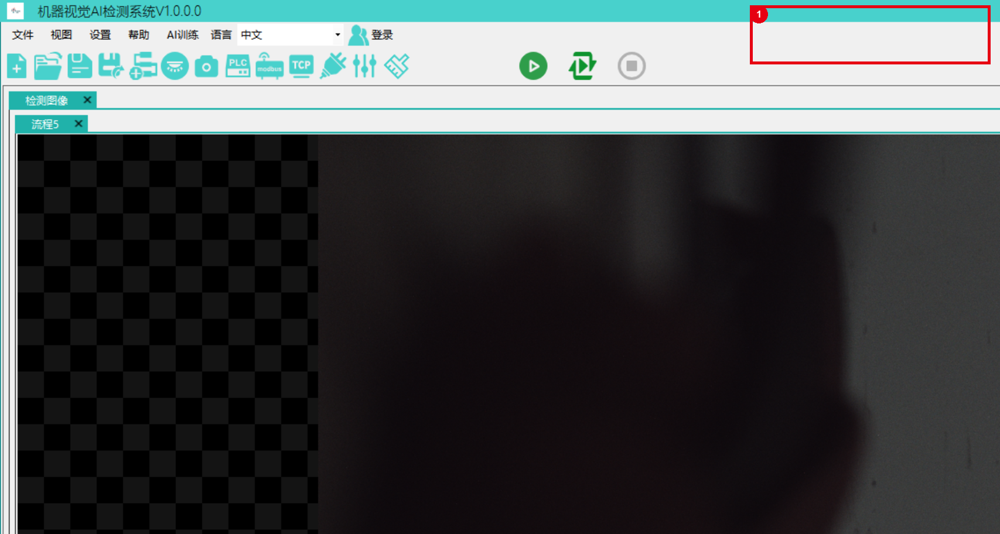 机器视觉AI检测系统V1.0.0.0
1
文件 视图 设置 帮助 AI训练 语言 中文 登录
PLC modbus TCP
检测图像
流程5